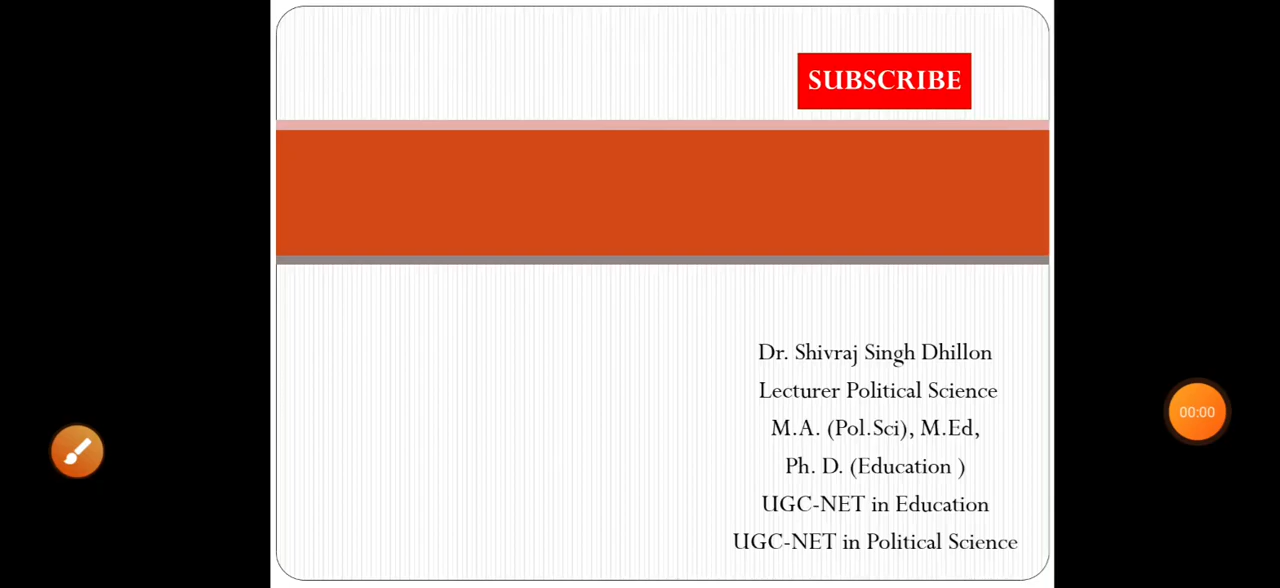 SUBSCRIBE
Dr. Shivraj Singh Dhillon
Lecturer Political Science
M.A. (Pol.Sci), M.Ed,
00:00
Ph. D. (Education )
UGC-NET in Education
UGC-NET in Political Science